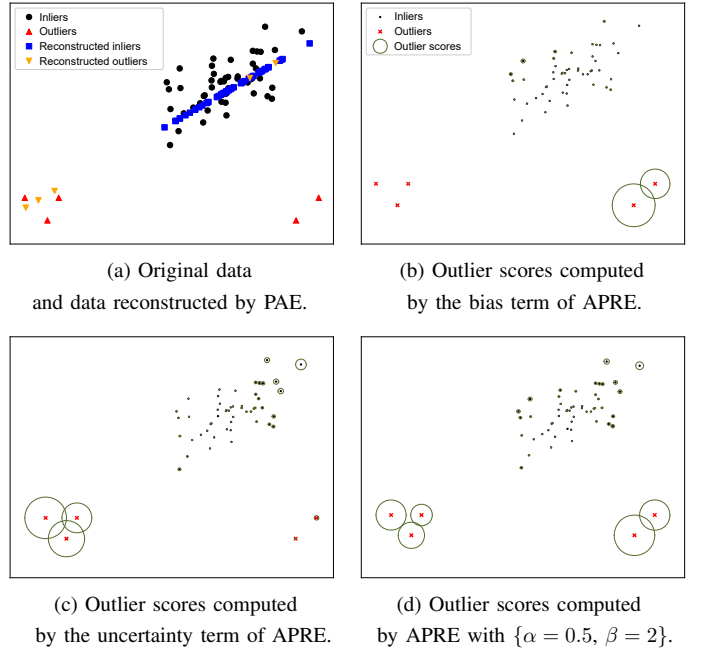 Inliers
Outliers
Reconstructed inliers
Reconstructed outliers
(a) Original data
and data reconstructed by PAE.
Inliers
Outliers
Outlier scores
(b) Outlier scores computed
by the bias term of APRE.
(c) Outlier scores computed
by the uncertainty term of APRE.
(d) Outlier scores computed
by APRE with {α = 0.5, β = 2}.